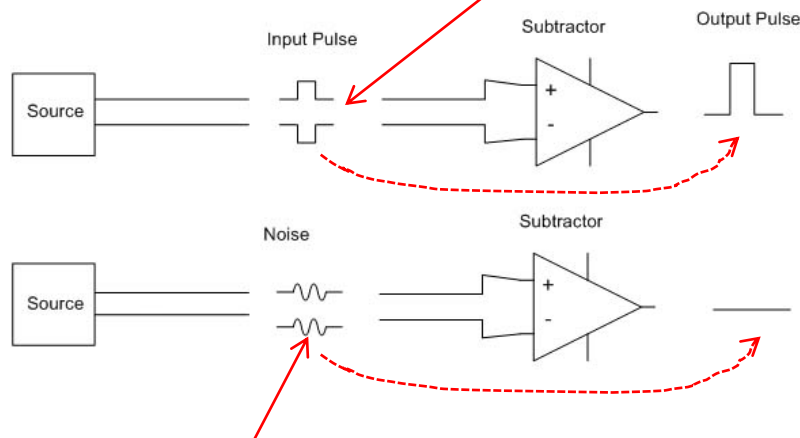 Output Pulse
Subtractor
Input Pulse
Source
+
-
Subtractor
Noise
Source
+
-